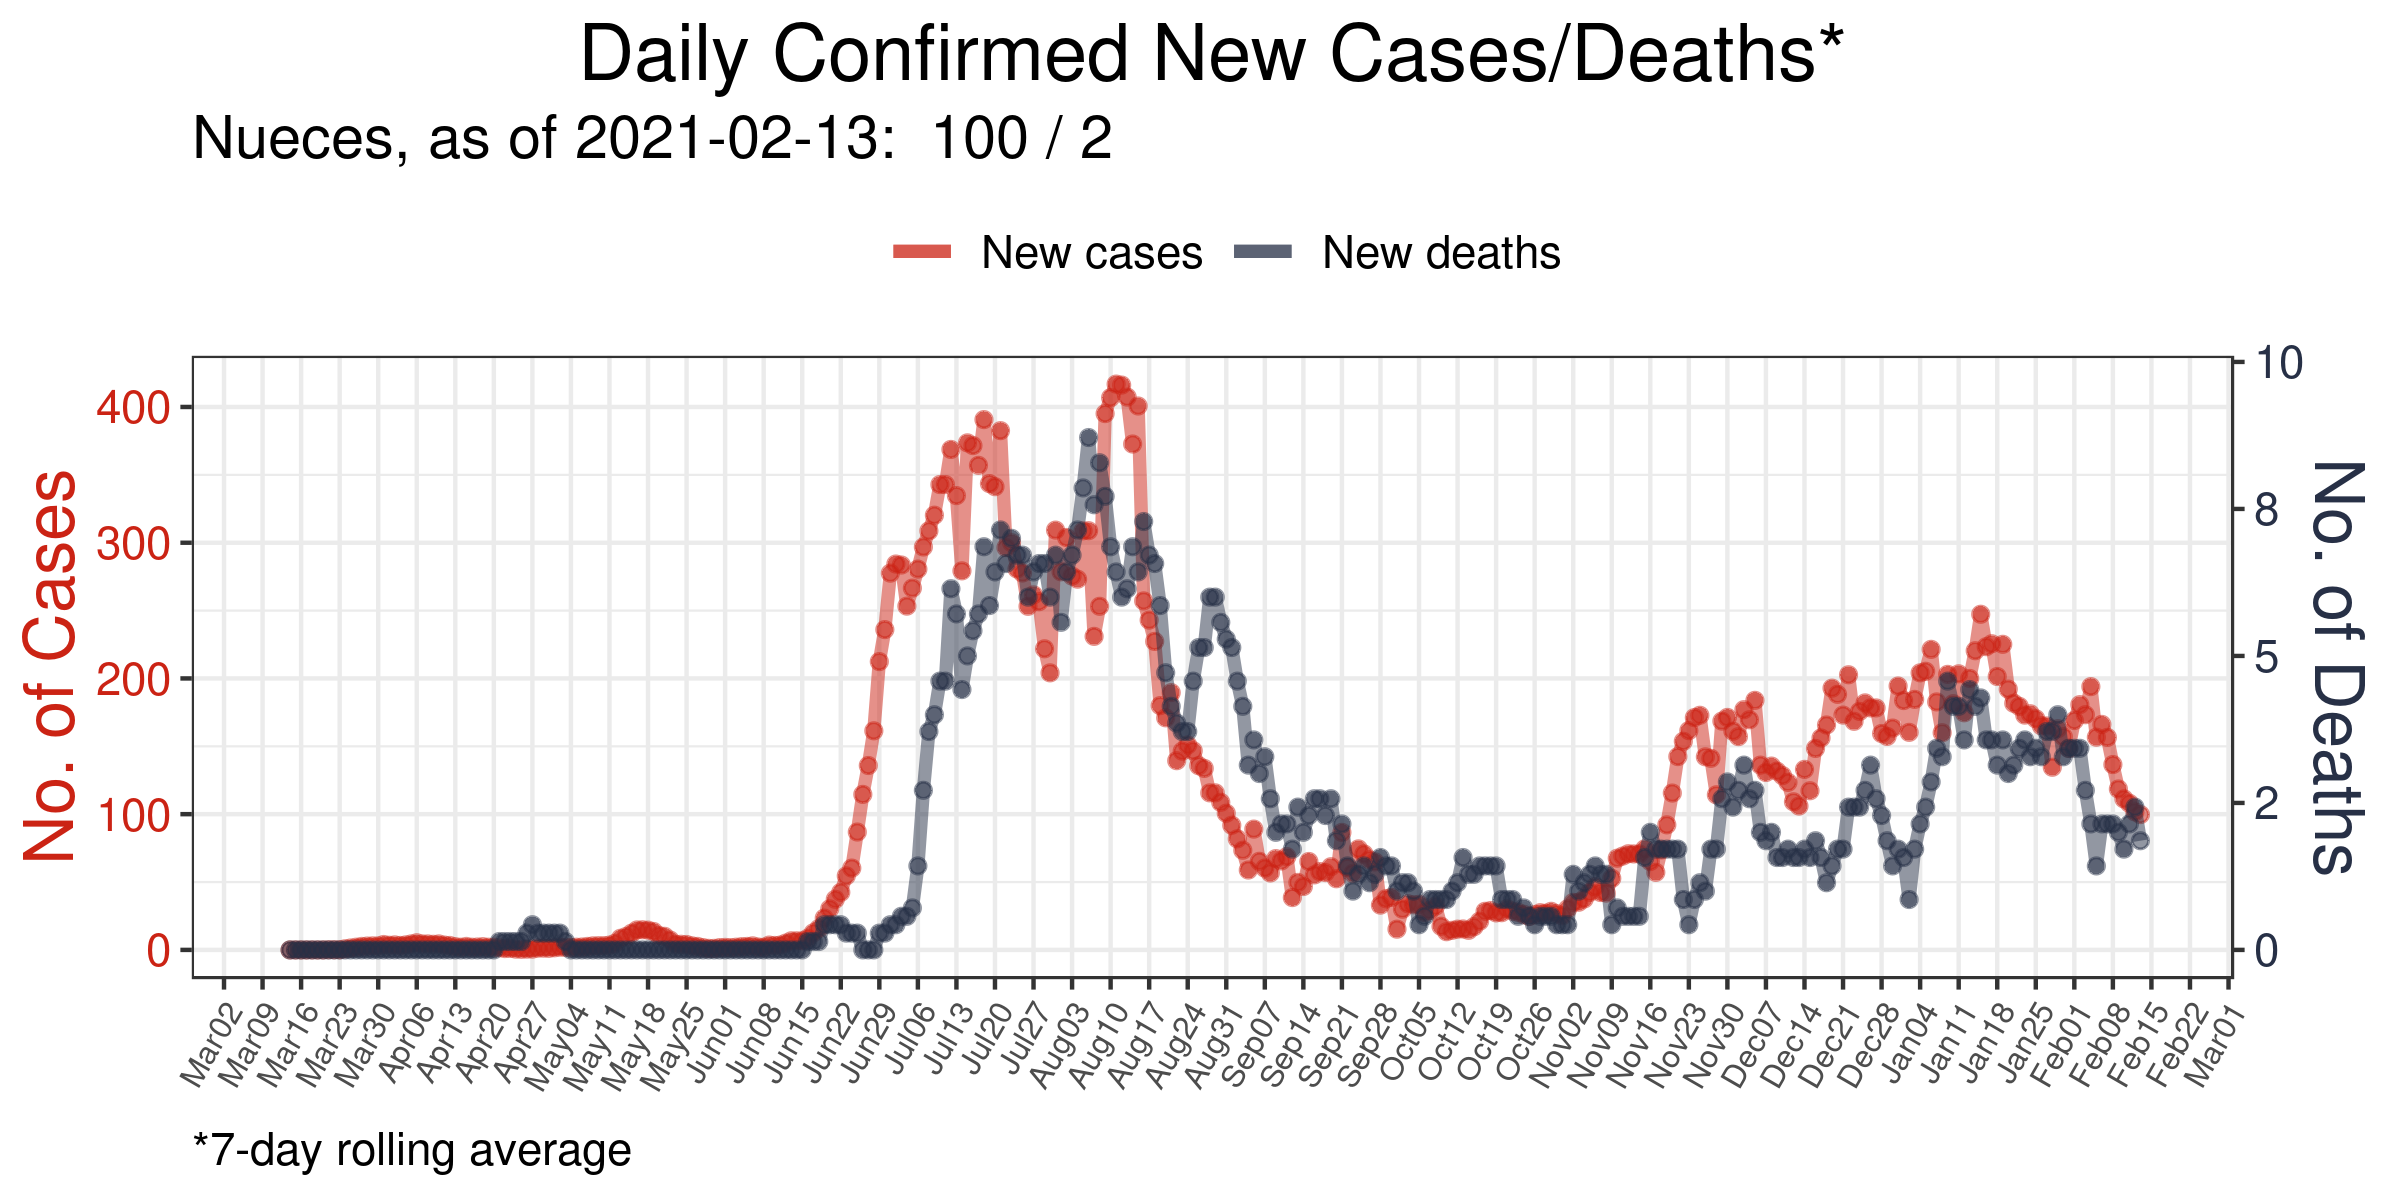 Daily Confirmed New Cases/Deaths*
Nueces, as of 2021-02-13:  100 / 2
New cases New deaths
No. of Cases
400
300
200
100
0
10
8
5
2
0
No. of Deaths
Mar02 Mar09 Mar16 Mar23 Mar30 Apr06 Apr13 Apr20 Apr27 May04 May11 May18 May25 Jun01 Jun08 Jun15 Jun22 Jun29 Jul06 Jul13 Jul20 Jul27 Aug03 Aug10 Aug17 Aug24 Aug31 Sep07 Sep14 Sep21 Sep28 Oct05 Oct12 Oct19 Oct26 Nov02 Nov09 Nov16 Nov23 Nov30 Dec07 Dec14 Dec21 Dec28 Jan04 Jan11 Jan18 Jan25 Feb01 Feb08 Feb15 Feb22 Mar01
*7-day rolling average